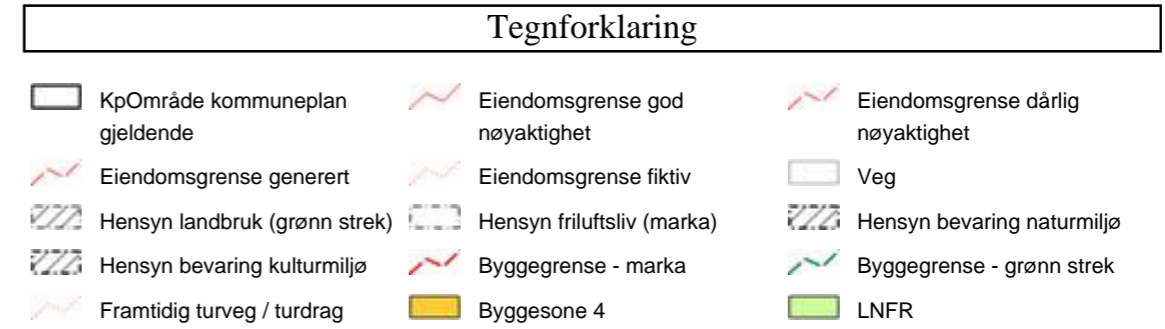 Tegnforklaring
KpOmråde kommuneplan
gjeldende
Eiendomsgrense god
nøyaktighet
Eiendomsgrense dårlig
nøyaktighet
Eiendomsgrense generert
Eiendomsgrense fiktiv
Veg
Hensyn landbruk (grønn strek)
Hensyn friluftsliv (marka)
Hensyn bevaring naturmiljø
Hensyn bevaring kulturmiljø
Byggegrense - marka
Byggegrense - grønn strek
Framtidig turveg / turdrag
Byggesone 4
LNFR